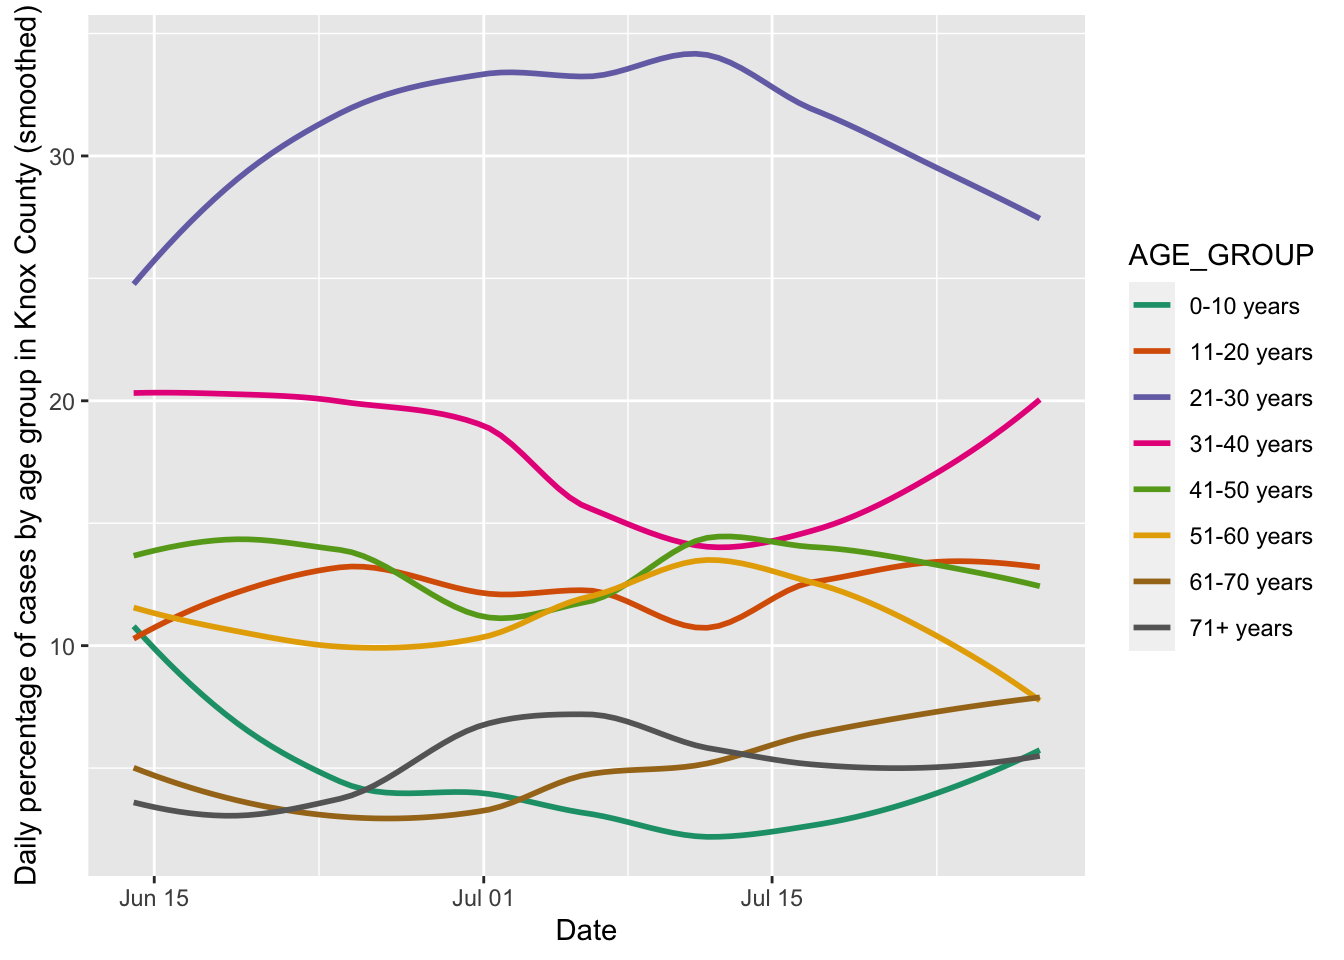 Daily percentage of cases by age group in Knox County (smoothed)
30
20
10
Jun 15
Jul 01
Jul 15
Date
AGE_GROUP
0-10 years
11-20 years
21-30 years
31-40 years
41-50 years
51-60 years
61-70 years
71+ years